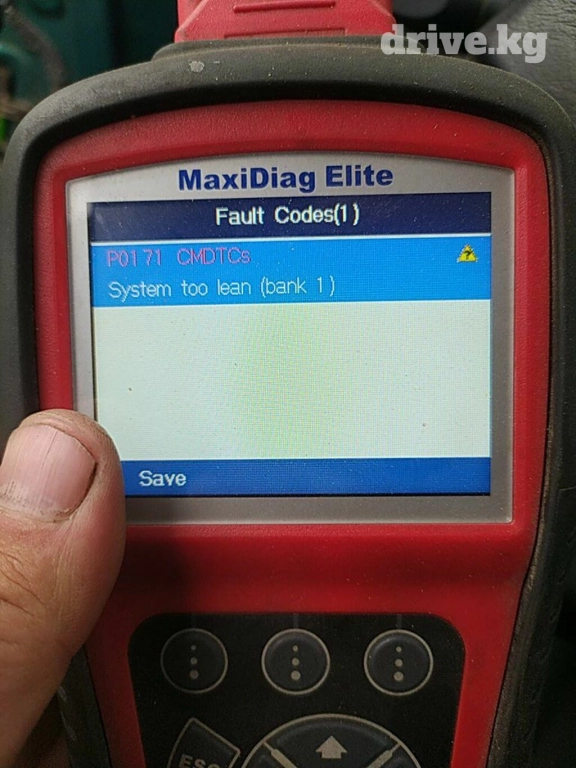 drive.kg
MaxiDiag Elite
Fault Codes(1)
P0171 CMDTCs
System too lean (bank 1)
Save
ESC